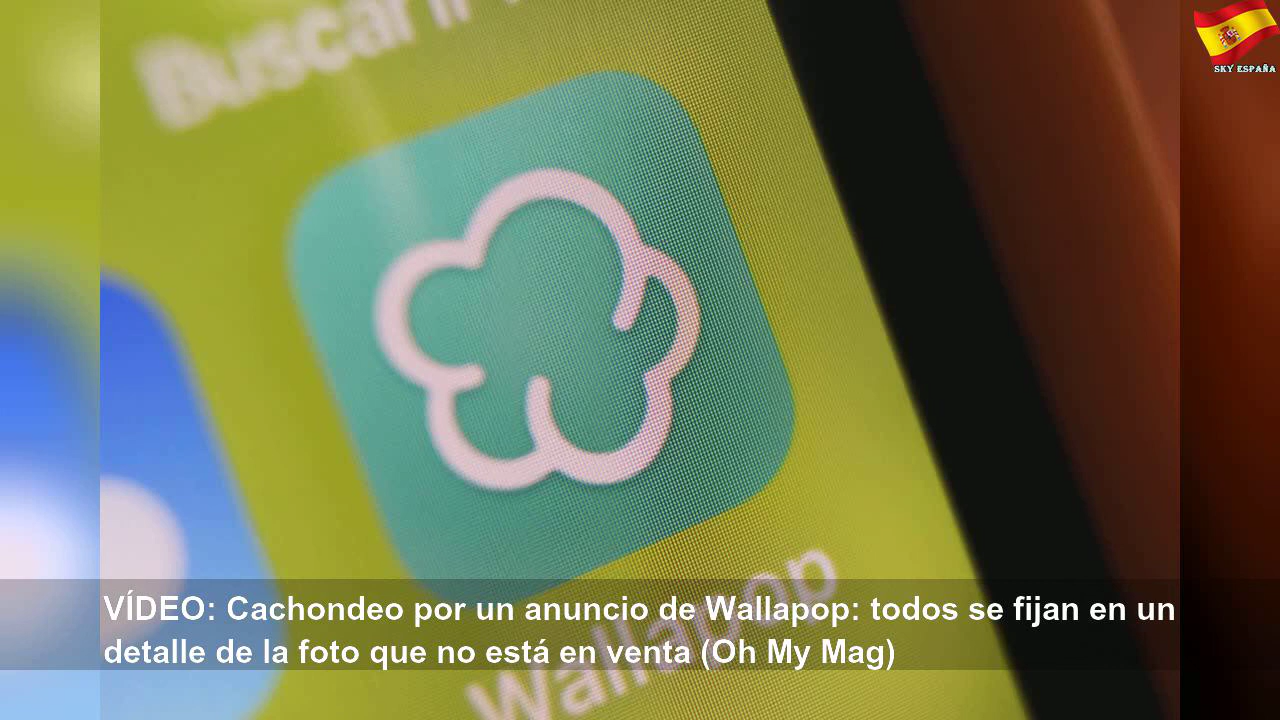 Buscar
SKY ESPAÑA
VÍDEO: Cachondeo por un anuncio de Wallapop: todos se fijan en un
detalle de la foto que no está en venta (Oh My Mag)
Wallapop